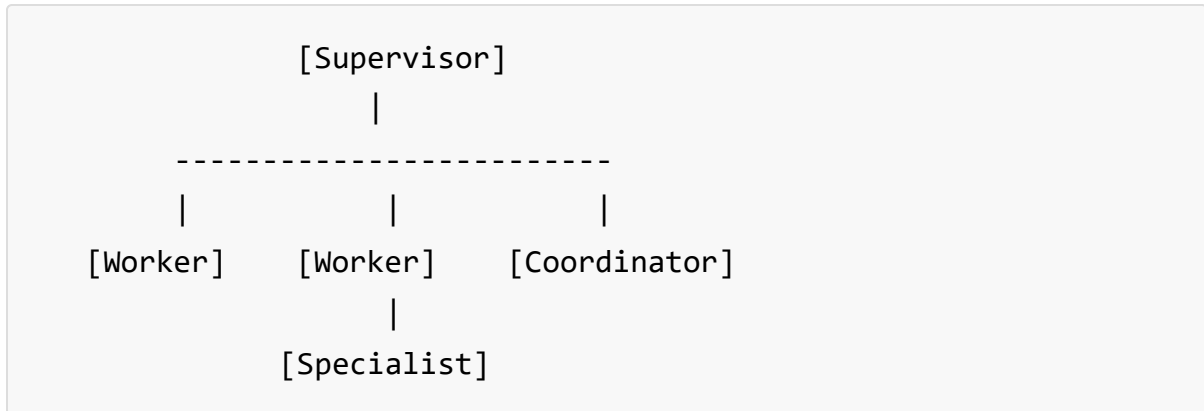 [Supervisor]
|
-------------------------
| | |
[Worker] [Worker] [Coordinator]
|
[Specialist]